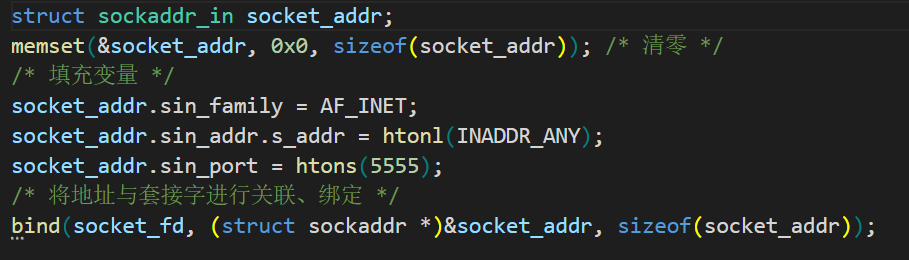 struct sockaddr_in socket_addr;
memset(&socket_addr, 0x0, sizeof(socket_addr)); /* 清零 */
/* 填充变量 */
socket_addr.sin_family = AF_INET;
socket_addr.sin_addr.s_addr = htonl(INADDR_ANY);
socket_addr.sin_port = htons(5555);
/* 将地址与套接字进行关联、绑定 */
bind(socket_fd, (struct sockaddr *)&socket_addr, sizeof(socket_addr));